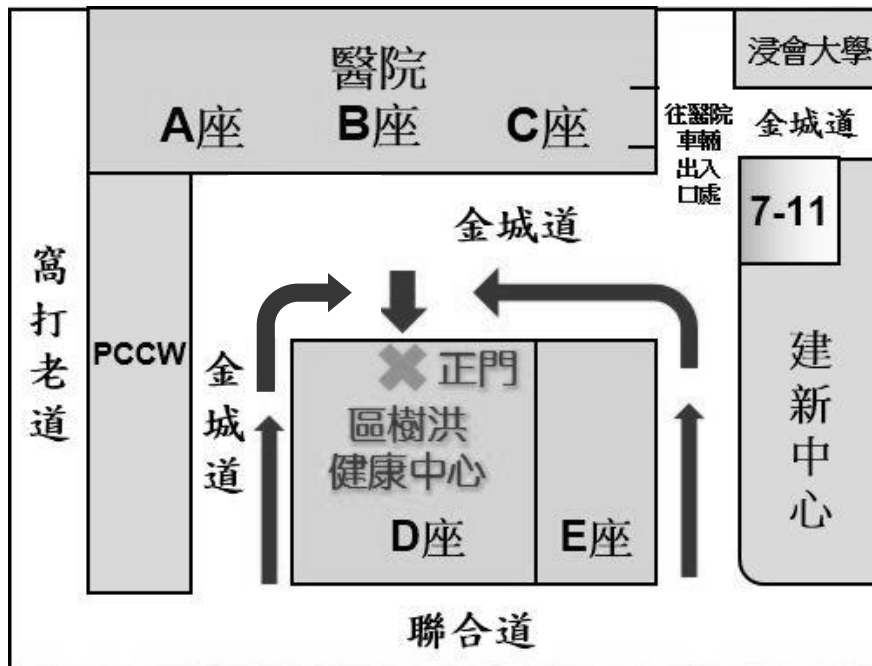 醫院
A座
B座
C座
浸會大學
往醫院
車輛
出入
口處
金城道
7-11
金城道
窩打老道
PCCW
金城道
正門
區樹洪
健康中心
D座
E座
建新中心
聯合道